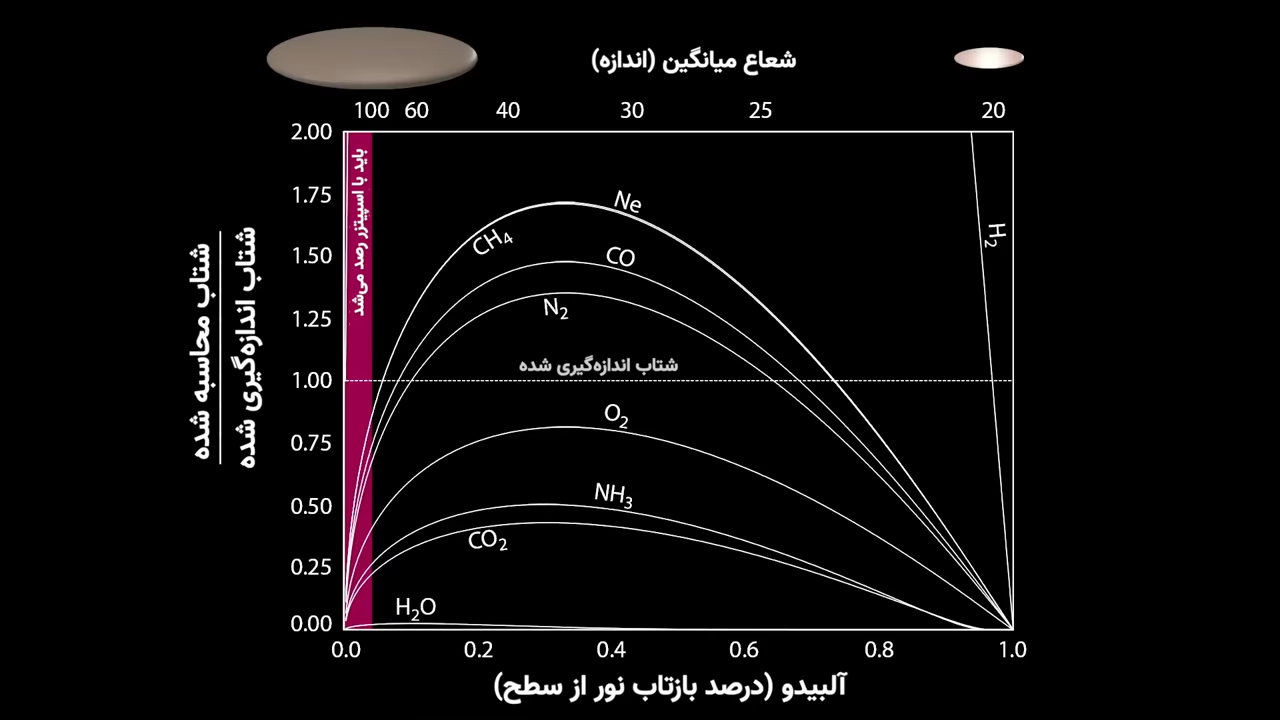 شعاع میانگین (اندازه)
100 60 40 30 25 20
2.00
1.75
1.50
1.25
1.00
0.75
0.50
0.25
0.00
باید با اسپیتزر رصد می‌شد
شتاب محاسبه شده
شتاب اندازه‌گیری شده
Ne
CH4
CO
N2
H2
شتاب اندازه‌گیری شده
O2
NH3
CO2
H2O
0.0 0.2 0.4 0.6 0.8 1.0
آلبیدو (درصد بازتاب نور از سطح)